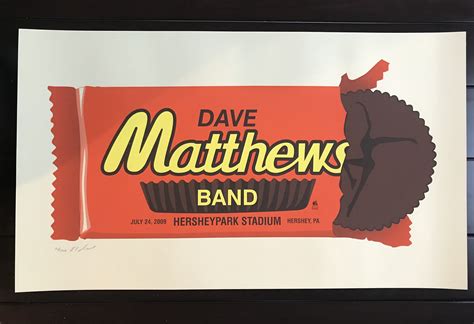 DAVE
Matthews
BAND
JULY 24, 2009 HERSHEYPARK STADIUM HERSHEY, PA